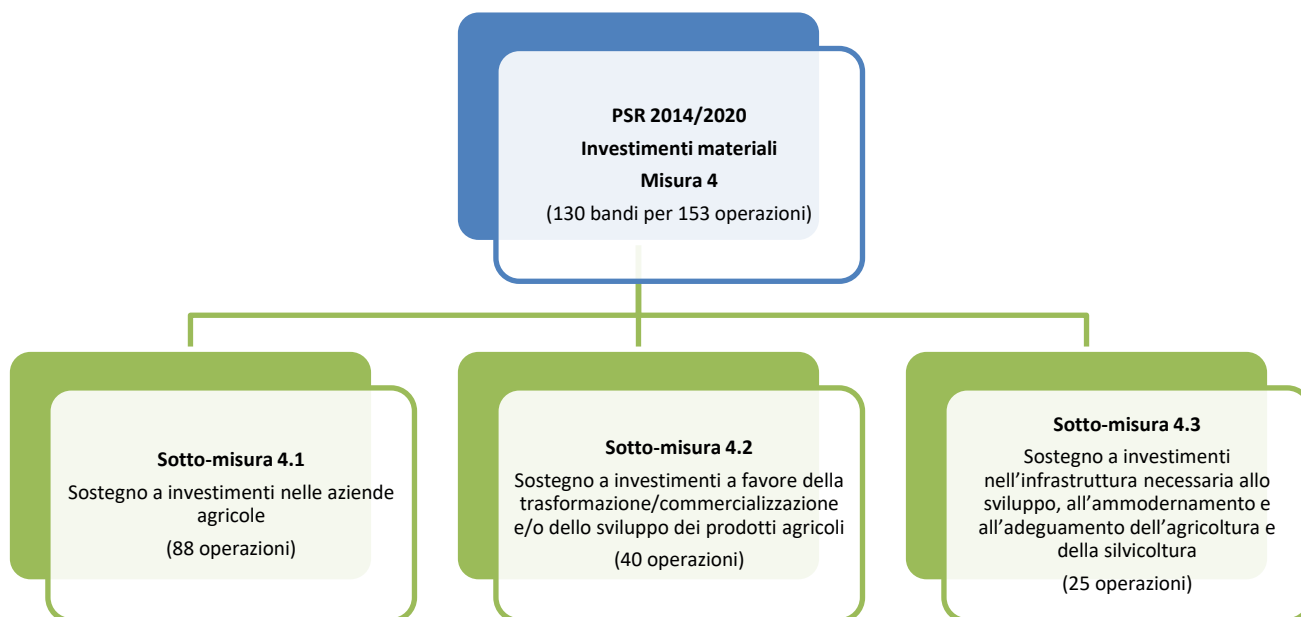 PSR 2014/2020
Investimenti materiali
Misura 4
(130 bandi per 153 operazioni)
Sotto-misura 4.1
Sostegno a investimenti nelle aziende
agricole
(88 operazioni)
Sotto-misura 4.2
Sostegno a investimenti a favore della
trasformazione/commercializzazione
e/o dello sviluppo dei prodotti agricoli
(40 operazioni)
Sotto-misura 4.3
Sostegno a investimenti
nell’infrastruttura necessaria allo
sviluppo, all’ammodernamento e
all’adeguamento dell’agricoltura e
della silvicoltura
(25 operazioni)